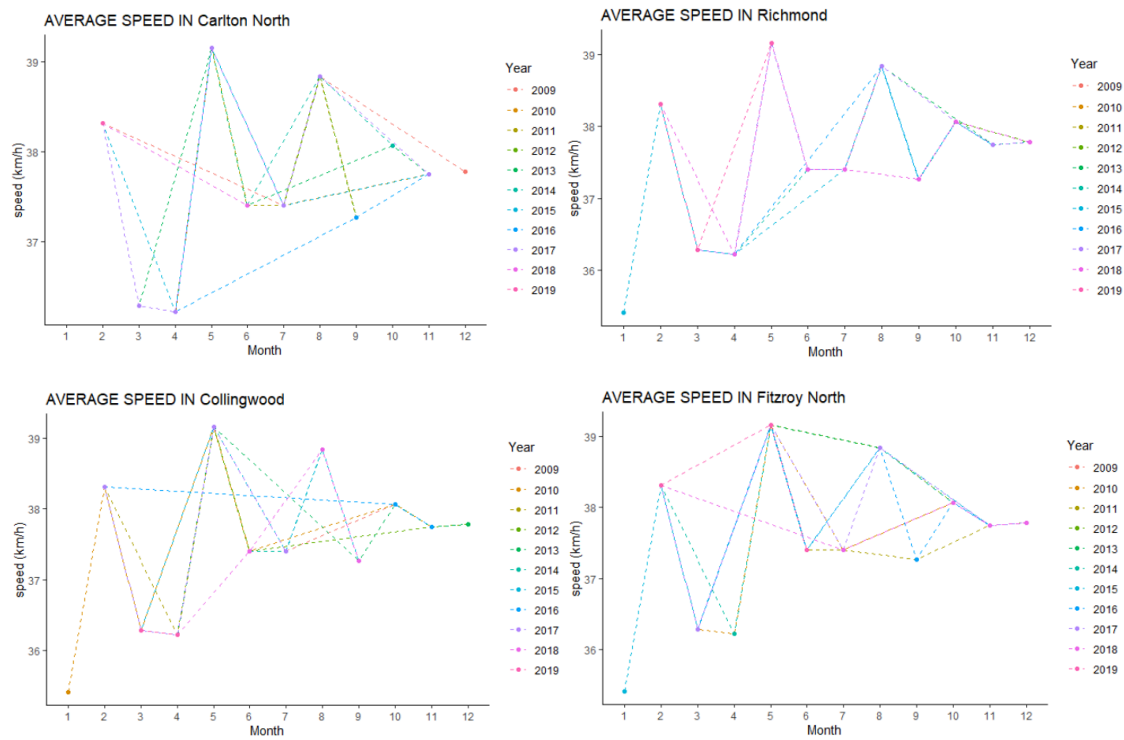 AVERAGE SPEED IN Carlton North
39
38
37
speed (km/h)
1 2 3 4 5 6 7 8 9 10 11 12
Month
Year
2009
2010
2011
2012
2013
2014
2015
2016
2017
2018
2019
AVERAGE SPEED IN Richmond
39
38
37
36
speed (km/h)
1 2 3 4 5 6 7 8 9 10 11 12
Month
Year
2009
2010
2011
2012
2013
2014
2015
2016
2017
2018
2019
AVERAGE SPEED IN Collingwood
39
38
37
36
speed (km/h)
1 2 3 4 5 6 7 8 9 10 11 12
Month
Year
2009
2010
2011
2012
2013
2014
2015
2016
2017
2018
2019
AVERAGE SPEED IN Fitzroy North
39
38
37
36
speed (km/h)
1 2 3 4 5 6 7 8 9 10 11 12
Month
Year
2009
2010
2011
2012
2013
2014
2015
2016
2017
2018
2019